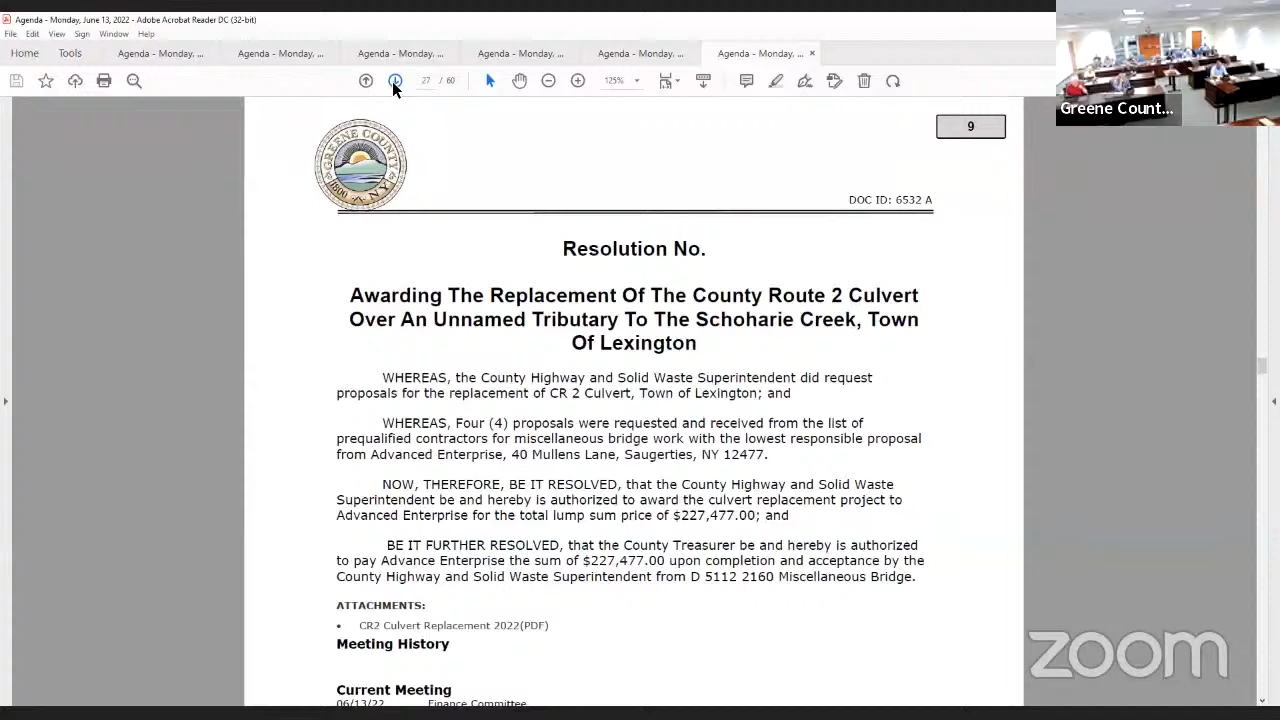 Agenda - Monday, June 13, 2022 - Adobe Acrobat Reader DC (32-bit)
File Edit View Sign Window Help
Home Tools Agenda - Monday, ... Agenda - Monday, ... Agenda - Monday, ... Agenda - Monday, ... Agenda - Monday, ... Agenda - Monday, ... ×
27 / 60 125%
Greene Count...
GREENE COUNTY
1800 N.Y.
9
DOC ID: 6532 A
Resolution No.
Awarding The Replacement Of The County Route 2 Culvert
Over An Unnamed Tributary To The Schoharie Creek, Town
Of Lexington
WHEREAS, the County Highway and Solid Waste Superintendent did request
proposals for the replacement of CR 2 Culvert, Town of Lexington; and
WHEREAS, Four (4) proposals were requested and received from the list of
prequalified contractors for miscellaneous bridge work with the lowest responsible proposal
from Advanced Enterprise, 40 Mullens Lane, Saugerties, NY 12477.
NOW, THEREFORE, BE IT RESOLVED, that the County Highway and Solid Waste
Superintendent be and hereby is authorized to award the culvert replacement project to
Advanced Enterprise for the total lump sum price of $227,477.00; and
BE IT FURTHER RESOLVED, that the County Treasurer be and hereby is authorized
to pay Advance Enterprise the sum of $227,477.00 upon completion and acceptance by the
County Highway and Solid Waste Superintendent from D 5112 2160 Miscellaneous Bridge.
ATTACHMENTS:
• CR2 Culvert Replacement 2022(PDF)
Meeting History
Current Meeting
06/13/22 Finance Committee
zoom